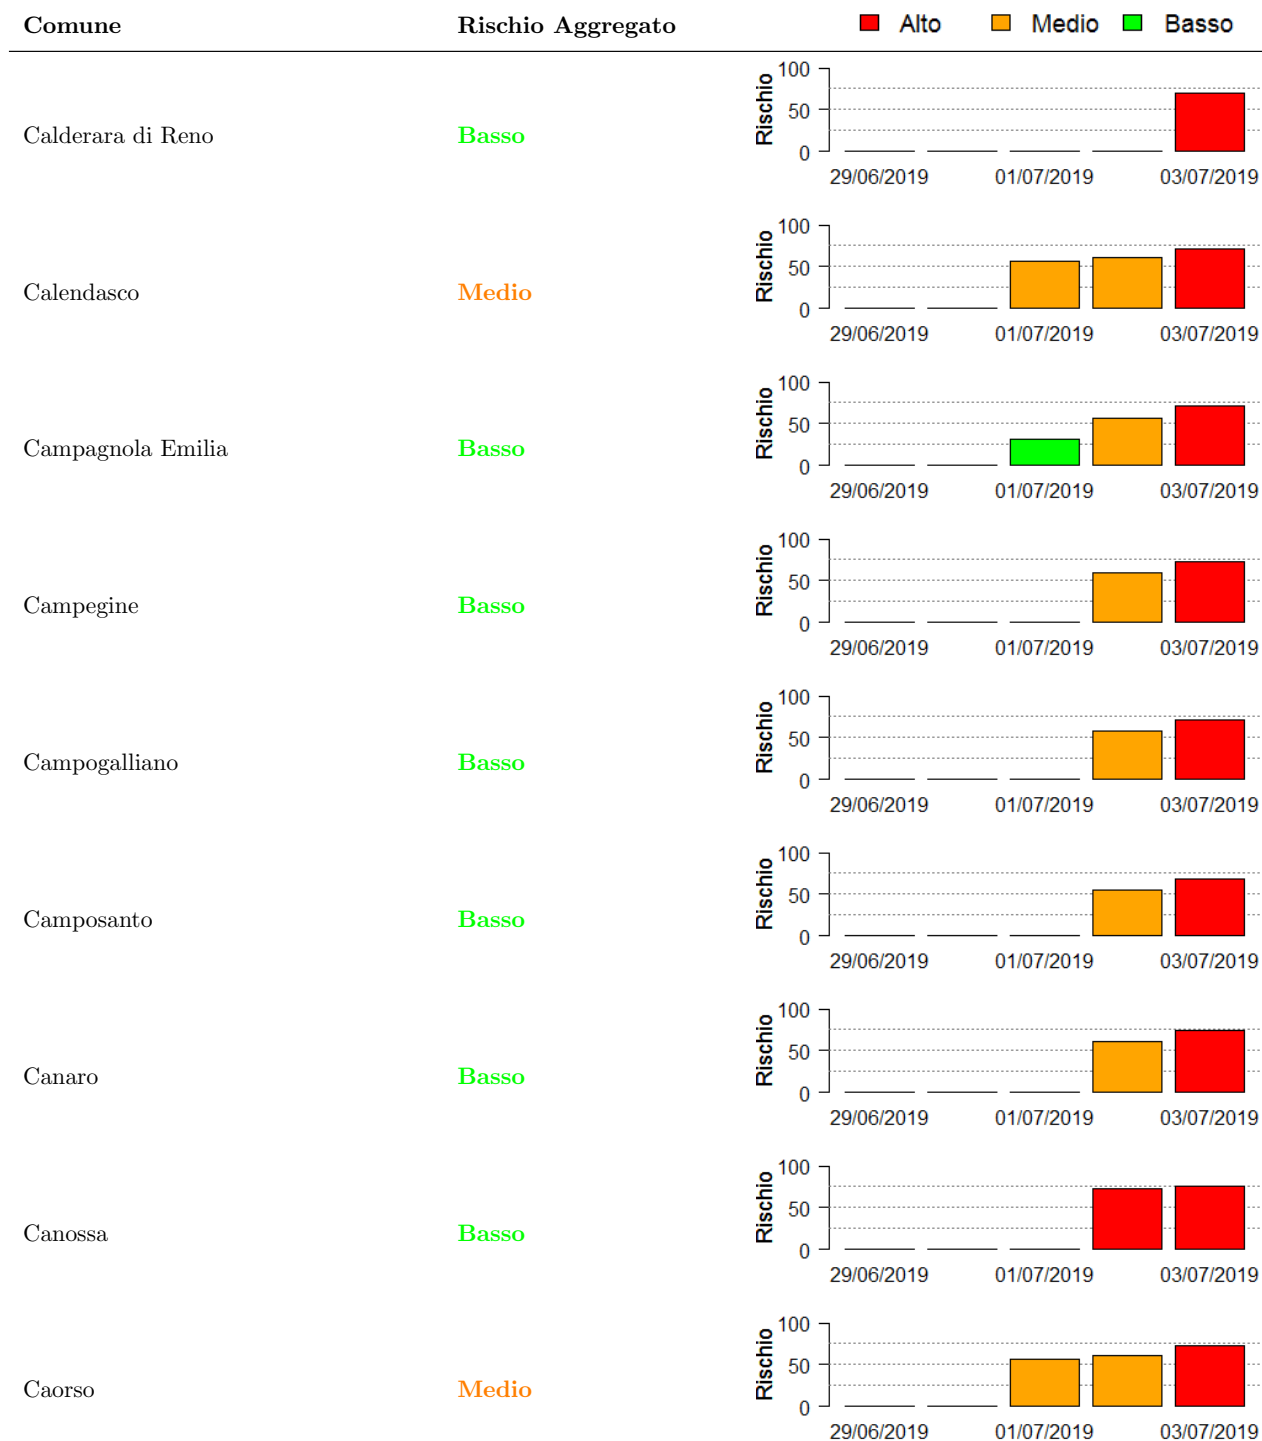 Comune Rischio Aggregato Alto Medio Basso
Calderara di Reno Basso
Rischio
100
50
0
29/06/2019 01/07/2019 03/07/2019
Calendasco Medio
Rischio
100
50
0
29/06/2019 01/07/2019 03/07/2019
Campagnola Emilia Basso
Rischio
100
50
0
29/06/2019 01/07/2019 03/07/2019
Campegine Basso
Rischio
100
50
0
29/06/2019 01/07/2019 03/07/2019
Campogalliano Basso
Rischio
100
50
0
29/06/2019 01/07/2019 03/07/2019
Camposanto Basso
Rischio
100
50
0
29/06/2019 01/07/2019 03/07/2019
Canaro Basso
Rischio
100
50
0
29/06/2019 01/07/2019 03/07/2019
Canossa Basso
Rischio
100
50
0
29/06/2019 01/07/2019 03/07/2019
Caorso Medio
Rischio
100
50
0
29/06/2019 01/07/2019 03/07/2019